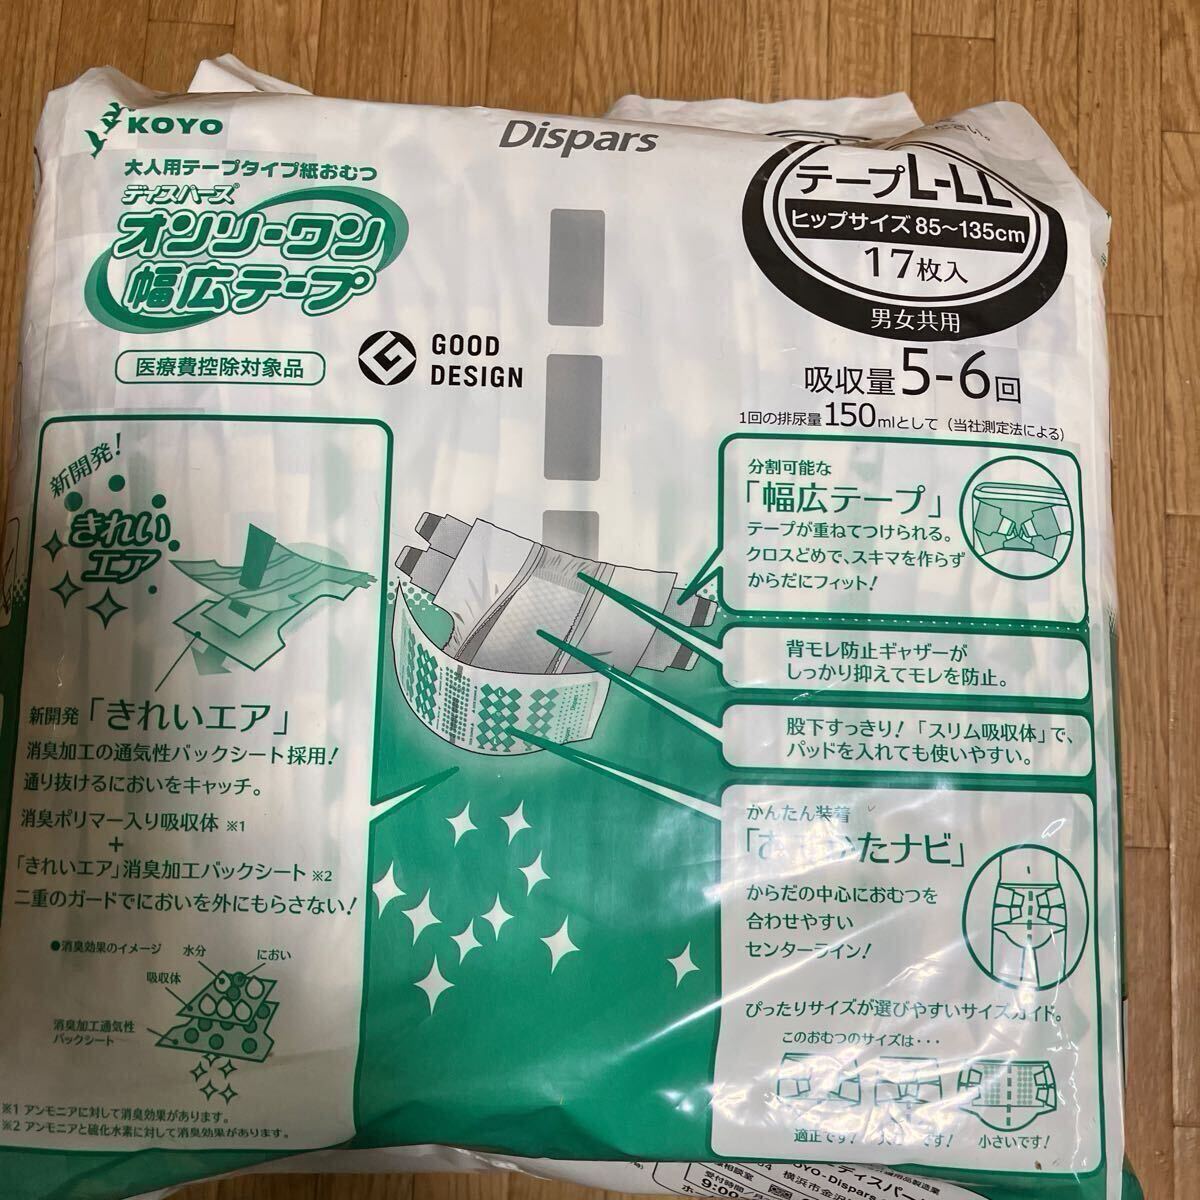 KOYO
Dispars
大人用テープタイプ紙おむつ
ディスパーズ
オンリーワン
幅広テープ
医療費控除対象品
GOOD
DESIGN
テープL-LL
ヒップサイズ 85～135cm
17枚入
男女共用
吸収量 5-6回
1回の排尿量150mlとして（当社測定法による）
新開発！
きれい
エア
新開発「きれいエア」
消臭加工の通気性バックシート採用！
通り抜けるにおいをキャッチ。
消臭ポリマー入り吸収体 ※1
+
「きれいエア」消臭加工バックシート ※2
二重のガードでにおいを外にもらさない！
●消臭効果のイメージ
水分
におい
吸収体
消臭加工通気性
バックシート
※1 アンモニアに対して消臭効果があります。
※2 アンモニアと硫化水素に対して消臭効果があります。
分割可能な
「幅広テープ」
テープが重ねてつけられる。
クロスどめで、スキマを作らず
からだにフィット！
背モレ防止ギャザーが
しっかり抑えてモレを防止。
股下すっきり！「スリム吸収体」で、
パッドを入れても使いやすい。
かんたん装着
かたナビ」
からだの中心におむつを
合わせやすい
センターライン！
ぴったりサイズが選びやすいサイズガイド。
このおむつのサイズは・・・
適正です！
です！
小さいです！
横浜市金沢
KOYO-Dispars
9:00